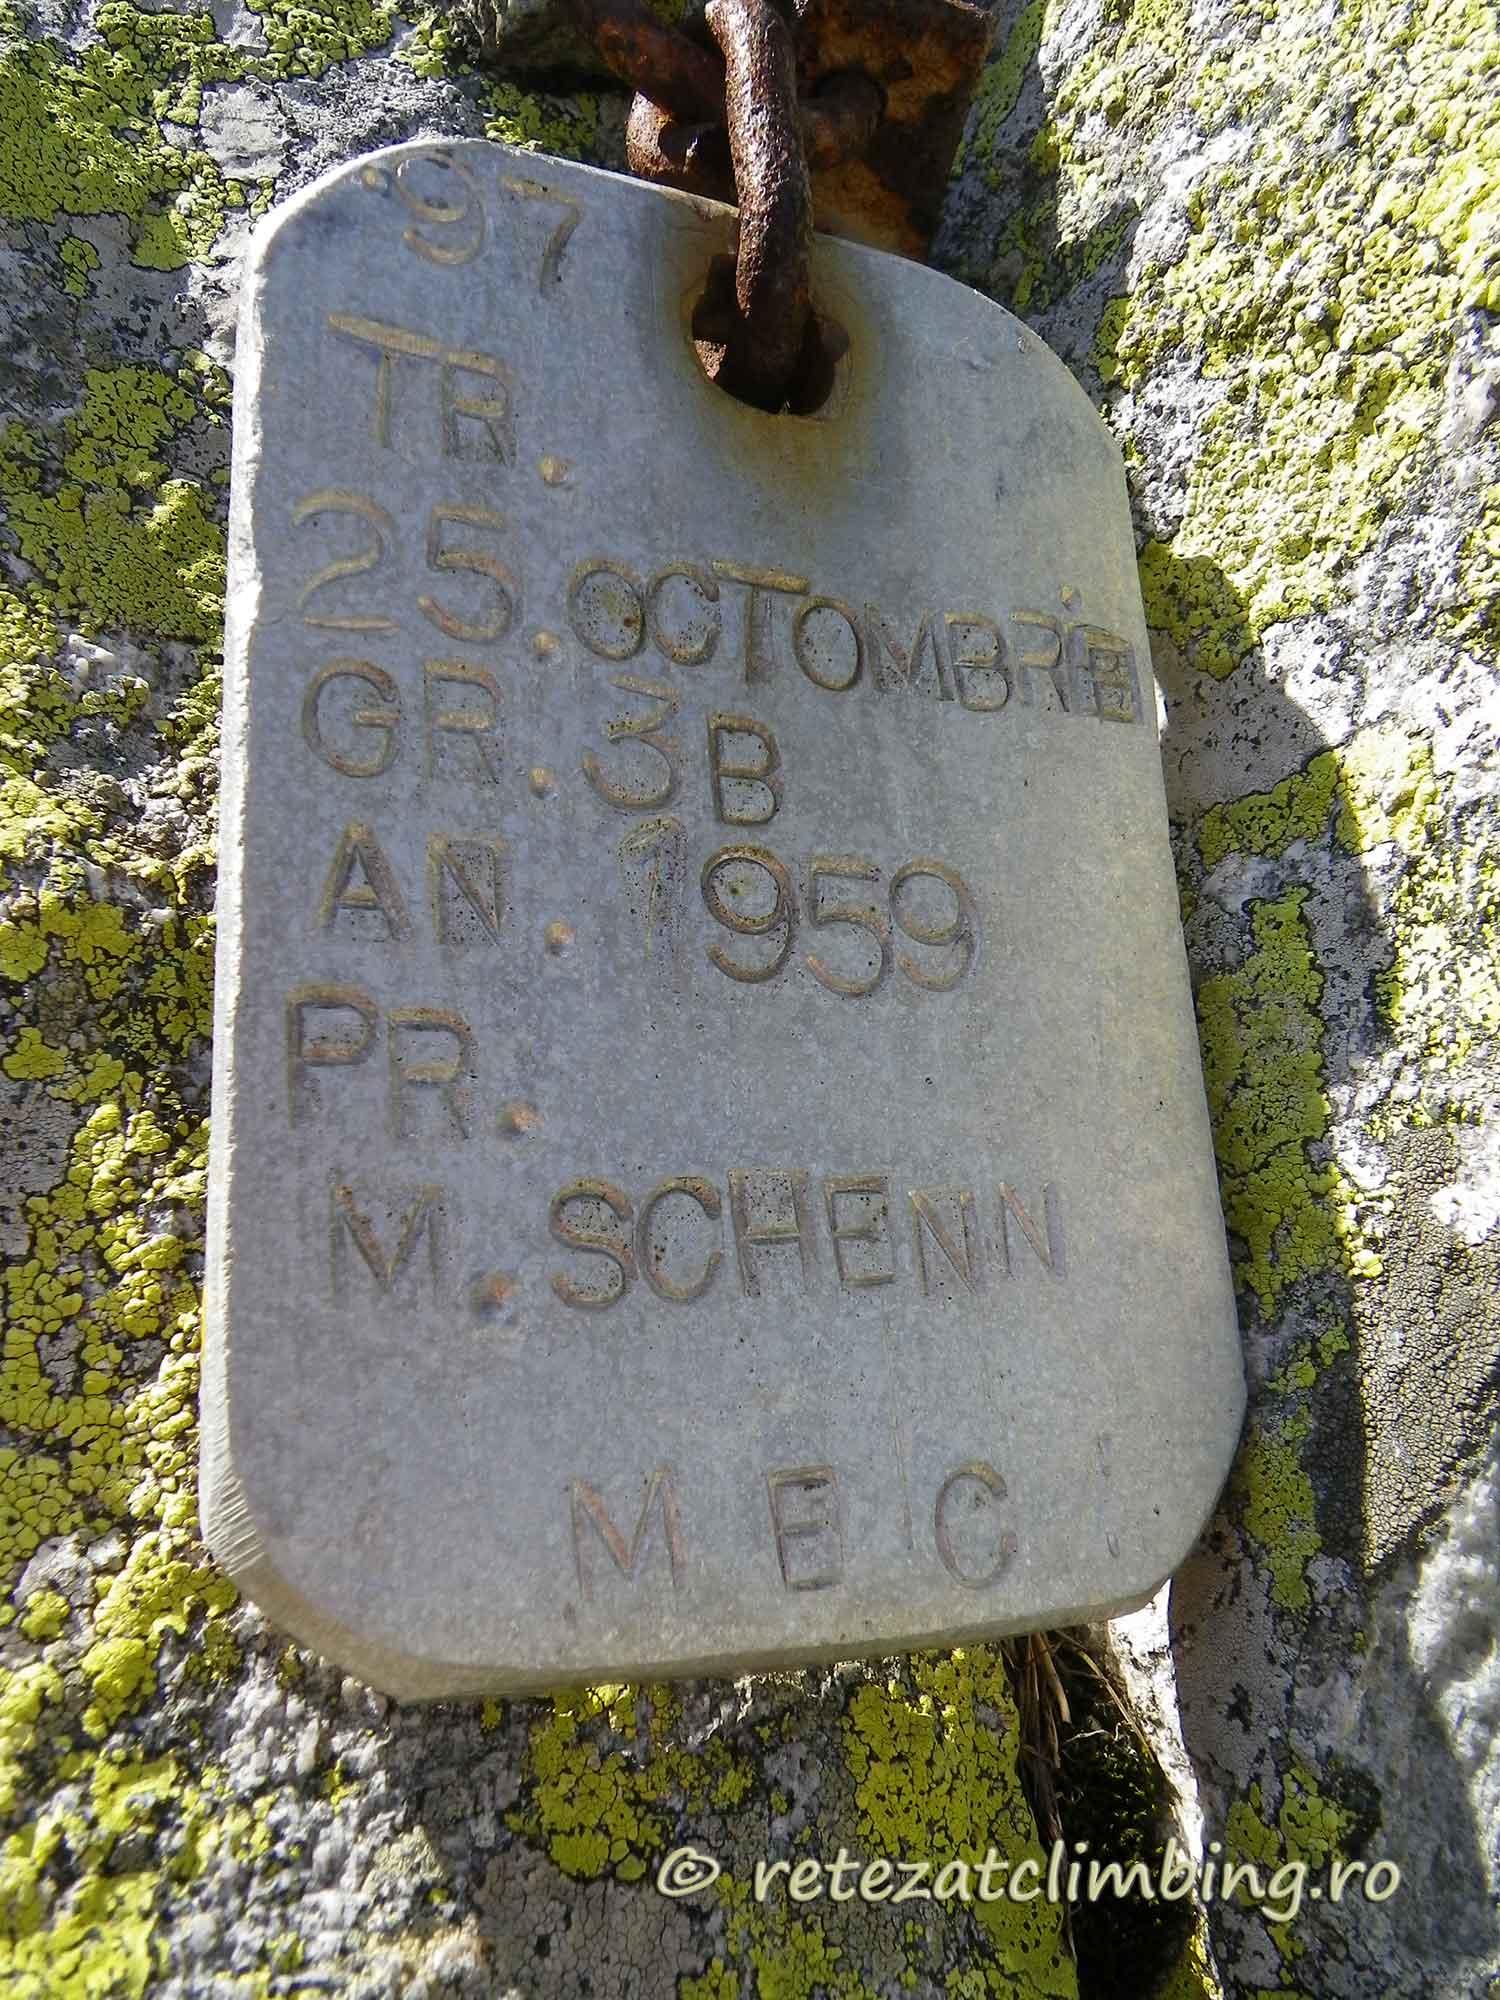 97
TR.
25.OCTOMBRIE
GR. 3B
AN. 1959
PR.
M. SCHENN
M E C
© retezatclimbing.ro